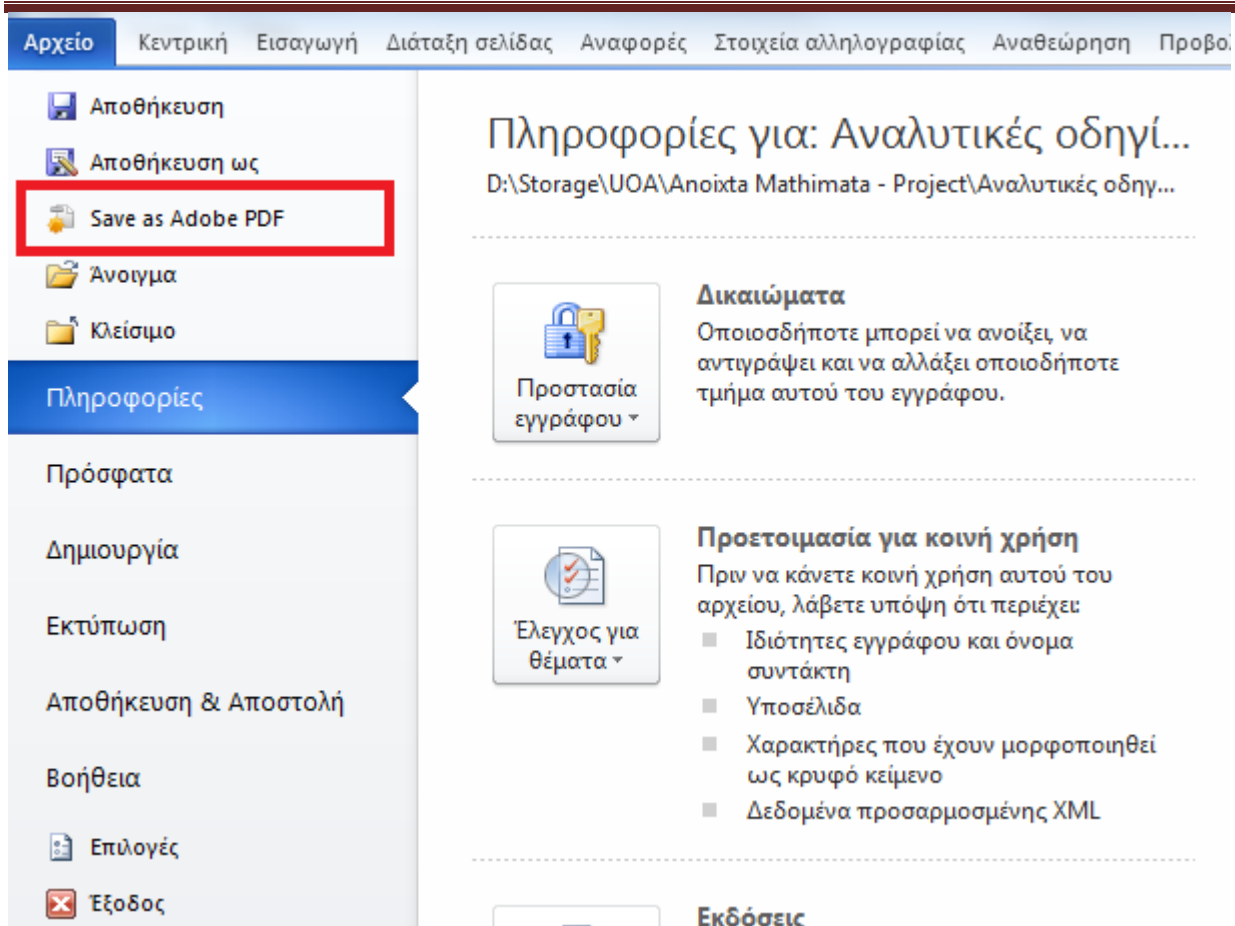 Αρχείο Κεντρική Εισαγωγή Διάταξη σελίδας Αναφορές Στοιχεία αλληλογραφίας Αναθεώρηση
Αποθήκευση
Αποθήκευση ως
Save as Adobe PDF
Άνοιγμα
Κλείσιμο
Πληροφορίες
Πρόσφατα
Δημιουργία
Εκτύπωση
Αποθήκευση & Αποστολή
Βοήθεια
Επιλογές
Έξοδος
Πληροφορίες για: Αναλυτικές οδηγί...
D:\Storage\UOA\Anoixta Mathimata - Project\Αναλυτικές οδηγ...
Προστασία
εγγράφου
Δικαιώματα
Οποιοσδήποτε μπορεί να ανοίξει, να
αντιγράψει και να αλλάξει οποιοδήποτε
τμήμα αυτού του εγγράφου.
Έλεγχος για
θέματα
Προετοιμασία για κοινή χρήση
Πριν να κάνετε κοινή χρήση αυτού του
αρχείου, λάβετε υπόψη ότι περιέχει:
Ιδιότητες εγγράφου και όνομα
συντάκτη
Υποσέλιδα
Χαρακτήρες που έχουν μορφοποιηθεί
ως κρυφό κείμενο
Δεδομένα προσαρμοσμένης XML
Εκδόσεις